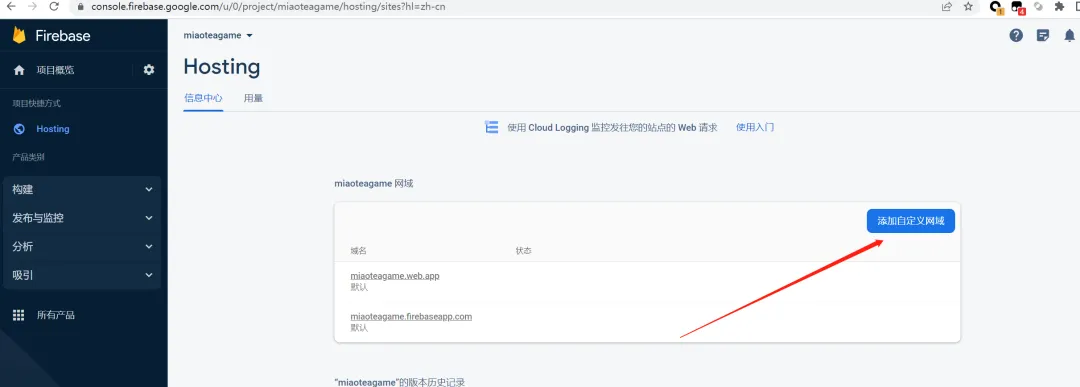 console.firebase.google.com/u/0/project/miaoteagame/hosting/sites?hl=zh-cn
1
4
Firebase
miaoteagame
项目概览
Hosting
信息中心
用量
项目快捷方式
Hosting
使用 Cloud Logging 监控发往您的站点的 Web 请求
使用入门
产品类别
构建
发布与监控
分析
吸引
所有产品
miaoteagame 网域
添加自定义网域
域名
状态
miaoteagame.web.app
默认
miaoteagame.firebaseapp.com
默认
“miaoteagame”的版本历史记录